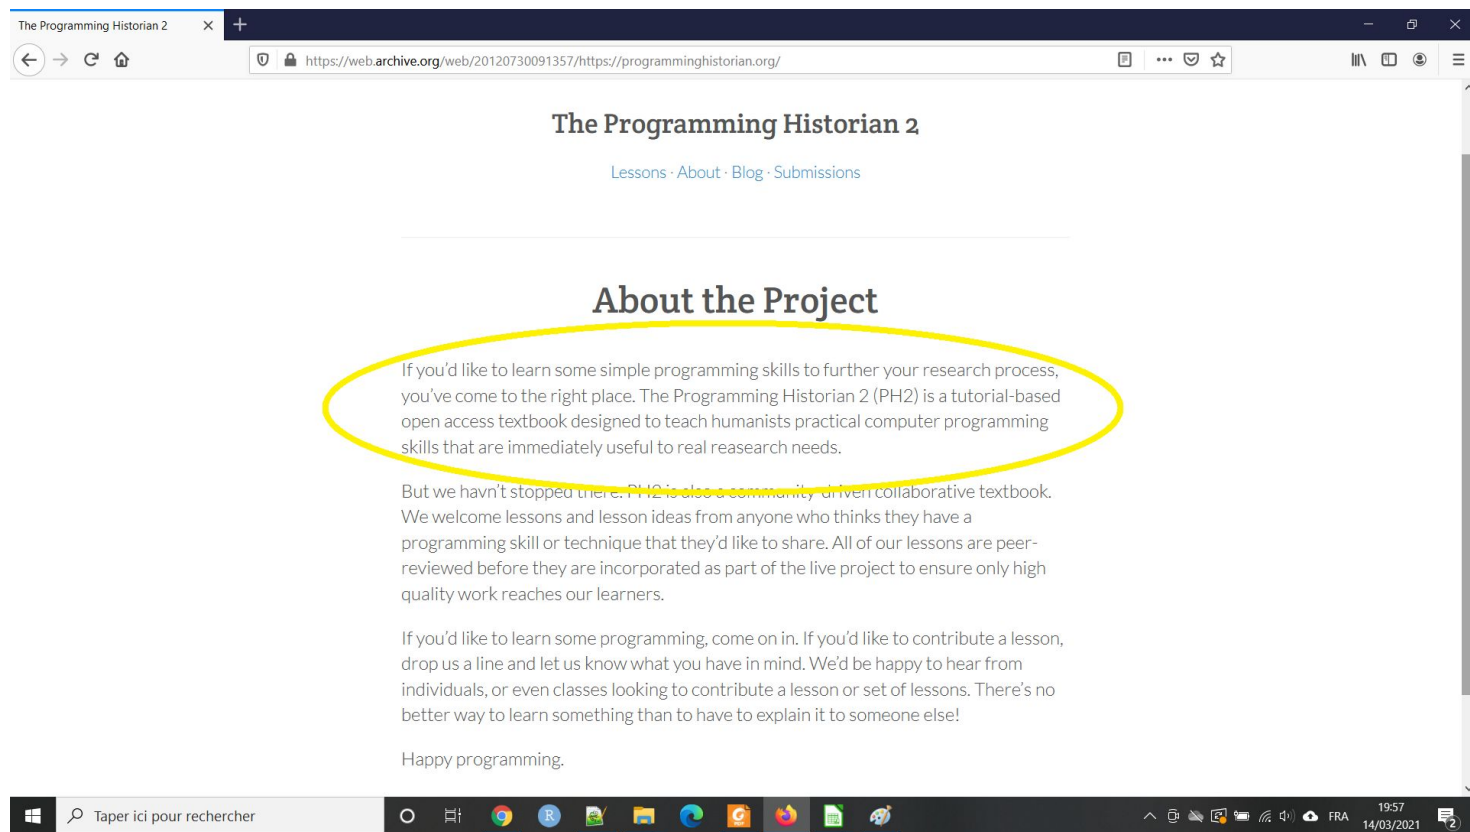 The Programming Historian 2
https://web.archive.org/web/20120730091357/https://programminghistorian.org/
The Programming Historian 2
Lessons · About · Blog · Submissions
About the Project
If you'd like to learn some simple programming skills to further your research process,
you've come to the right place. The Programming Historian 2 (PH2) is a tutorial-based
open access textbook designed to teach humanists practical computer programming
skills that are immediately useful to real reasearch needs.
But we havn't stopped there. PH2 is also a community-driven collaborative textbook.
We welcome lessons and lesson ideas from anyone who thinks they have a
programming skill or technique that they'd like to share. All of our lessons are peer-
reviewed before they are incorporated as part of the live project to ensure only high
quality work reaches our learners.
If you'd like to learn some programming, come on in. If you'd like to contribute a lesson,
drop us a line and let us know what you have in mind. We'd be happy to hear from
individuals, or even classes looking to contribute a lesson or set of lessons. There's no
better way to learn something than to have to explain it to someone else!
Happy programming.
Taper ici pour rechercher
R
FRA
19:57
14/03/2021
2